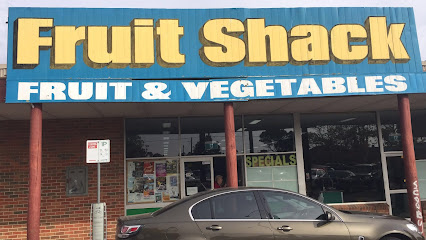 Fruit Shack
FRUIT & VEGETABLES
SPECIALS